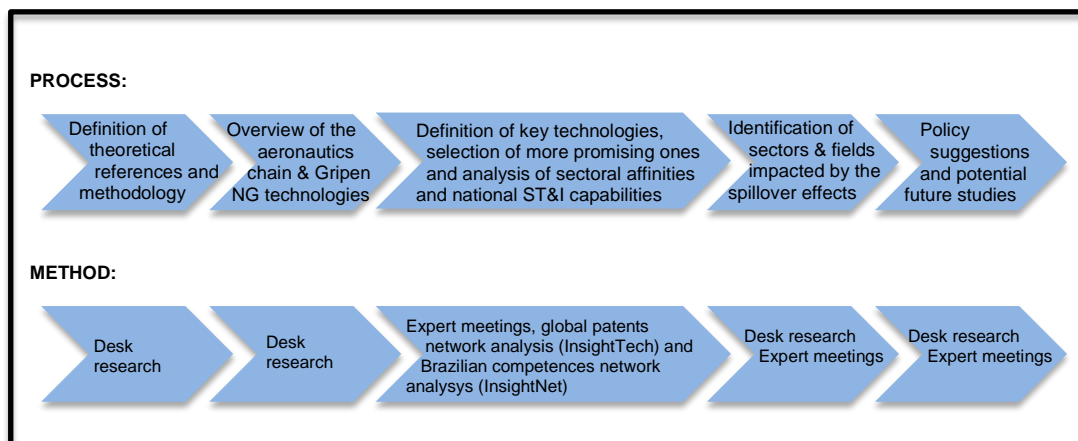 PROCESS:
Definition of
theoretical
references and
methodology
Overview of the
aeronautics
chain & Gripen
NG technologies
Definition of key technologies,
selection of more promising ones
and analysis of sectoral affinities
and national ST&I capabilities
Identification of
sectors & fields
impacted by the
spillover effects
Policy
suggestions
and potential
future studies
METHOD:
Desk
research
Desk
research
Expert meetings, global patents
network analysis (InsightTech) and
Brazilian competences network
analysys (InsightNet)
Desk research
Expert meetings
Desk research
Expert meetings